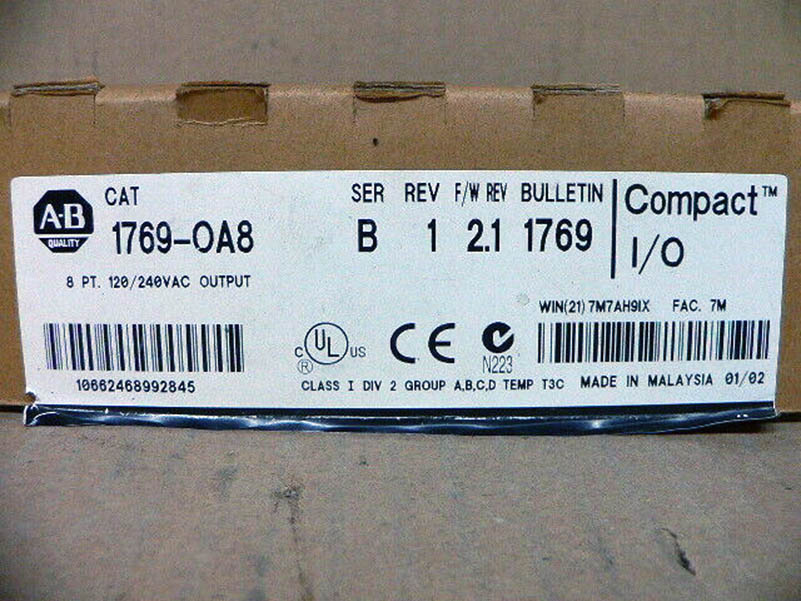 A-B
QUALITY
CAT
1769-OA8
8 PT. 120/240VAC OUTPUT
SER REV F/W REV BULLETIN
B 1 2.1 1769
Compact™
I/O
WIN(21) 7M7AH9IX FAC. 7M
10662468992845
C UL US
®
CE
N223
CLASS I DIV 2 GROUP A,B,C,D TEMP T3C MADE IN MALAYSIA 01/02